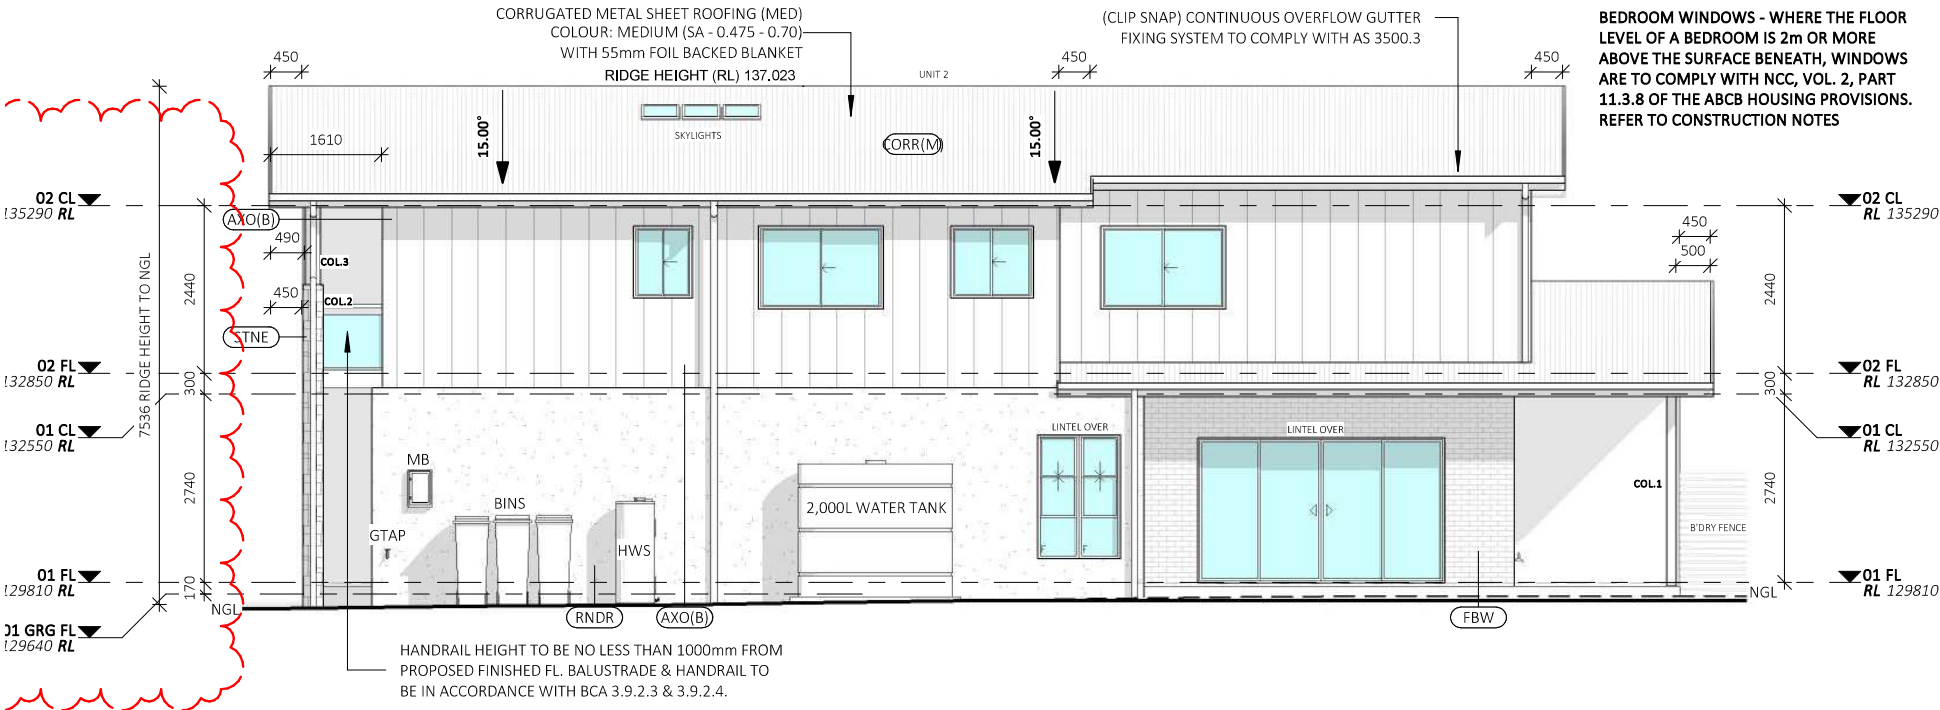 CORRUGATED METAL SHEET ROOFING (MED)
COLOUR: MEDIUM (SA - 0.475 - 0.70)
WITH 55mm FOIL BACKED BLANKET
RIDGE HEIGHT (RL) 137.023
UNIT 2
(CLIP SNAP) CONTINUOUS OVERFLOW GUTTER
FIXING SYSTEM TO COMPLY WITH AS 3500.3
BEDROOM WINDOWS - WHERE THE FLOOR
LEVEL OF A BEDROOM IS 2m OR MORE
ABOVE THE SURFACE BENEATH, WINDOWS
ARE TO COMPLY WITH NCC, VOL. 2, PART
11.3.8 OF THE ABCB HOUSING PROVISIONS.
REFER TO CONSTRUCTION NOTES
450
450
450
1610
15.00°
SKYLIGHTS
CORR(M)
15.00°
02 CL
135290 RL
AXO(B)
490
COL.3
450
COL.2
STNE
2440
7536 RIDGE HEIGHT TO NGL
02 FL
132850 RL
300
01 CL
132550 RL
2740
01 FL
129810 RL
170
NGL
01 GRG FL
129640 RL
MB
GTAP
BINS
HWS
2,000L WATER TANK
LINTEL OVER
LINTEL OVER
COL.1
B'DRY FENCE
NGL
RNDR
AXO(B)
FBW
02 CL
RL 135290
450
500
2440
02 FL
RL 132850
300
01 CL
RL 132550
2740
01 FL
RL 129810
HANDRAIL HEIGHT TO BE NO LESS THAN 1000mm FROM
PROPOSED FINISHED FL. BALUSTRADE & HANDRAIL TO
BE IN ACCORDANCE WITH BCA 3.9.2.3 & 3.9.2.4.